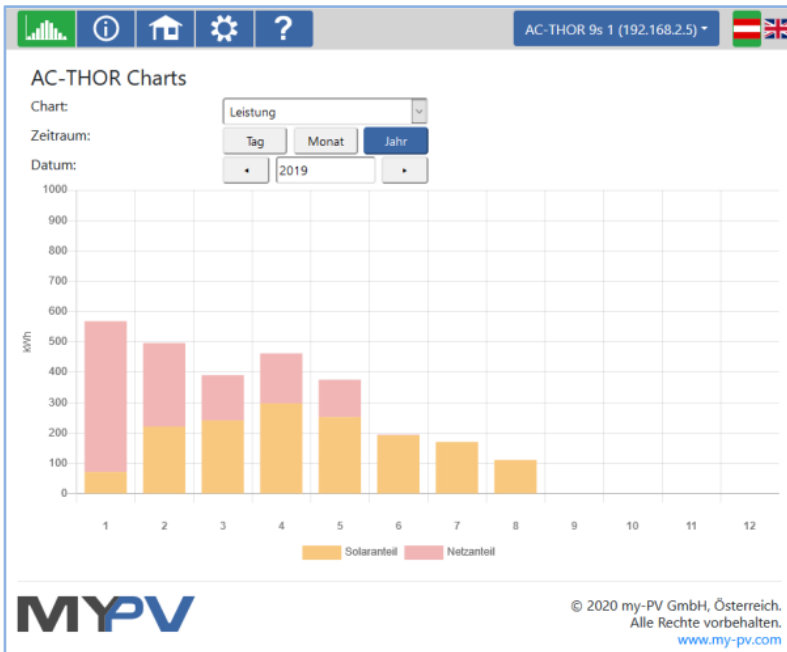 ?
AC-THOR 9s 1 (192.168.2.5)
AC-THOR Charts
Chart: Leistung
Zeitraum: Tag Monat Jahr
Datum: 2019
1000
900
800
700
600
500
400
300
200
100
0
kWh
1 2 3 4 5 6 7 8 9 10 11 12
Solaranteil Netzanteil
MYPV
© 2020 my-PV GmbH, Österreich.
Alle Rechte vorbehalten.
www.my-pv.com